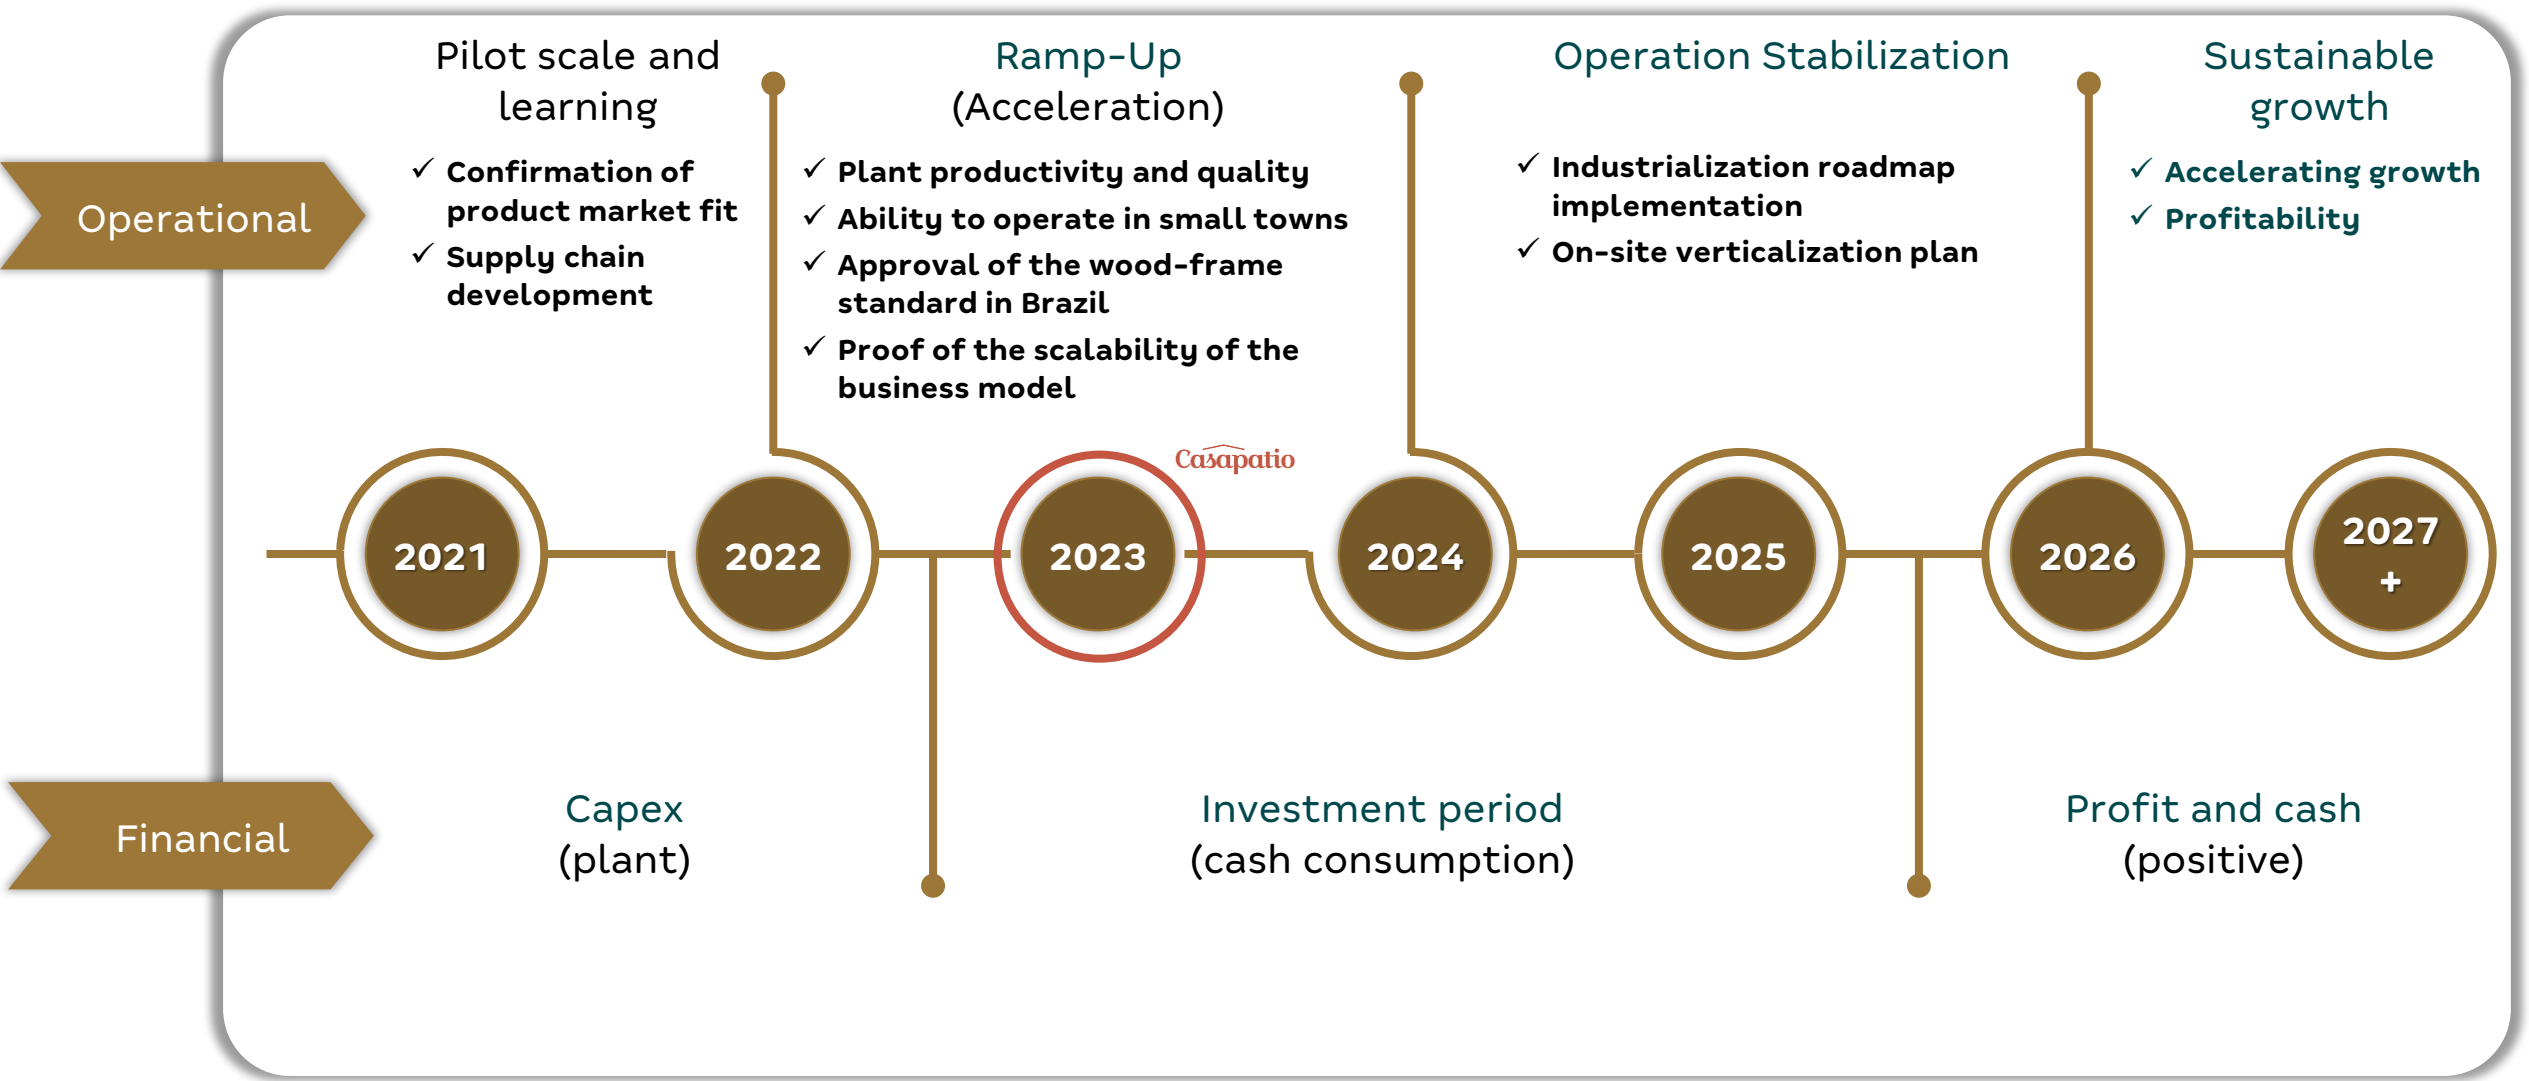 Operational
Pilot scale and
learning
✓ Confirmation of
product market fit
✓ Supply chain
development
Ramp-Up
(Acceleration)
✓ Plant productivity and quality
✓ Ability to operate in small towns
✓ Approval of the wood-frame
standard in Brazil
✓ Proof of the scalability of the
business model
Operation Stabilization
✓ Industrialization roadmap
implementation
✓ On-site verticalization plan
Sustainable
growth
✓ Accelerating growth
✓ Profitability
Casapatio
2021
2022
2023
2024
2025
2026
2027
+
Financial
Capex
(plant)
Investment period
(cash consumption)
Profit and cash
(positive)